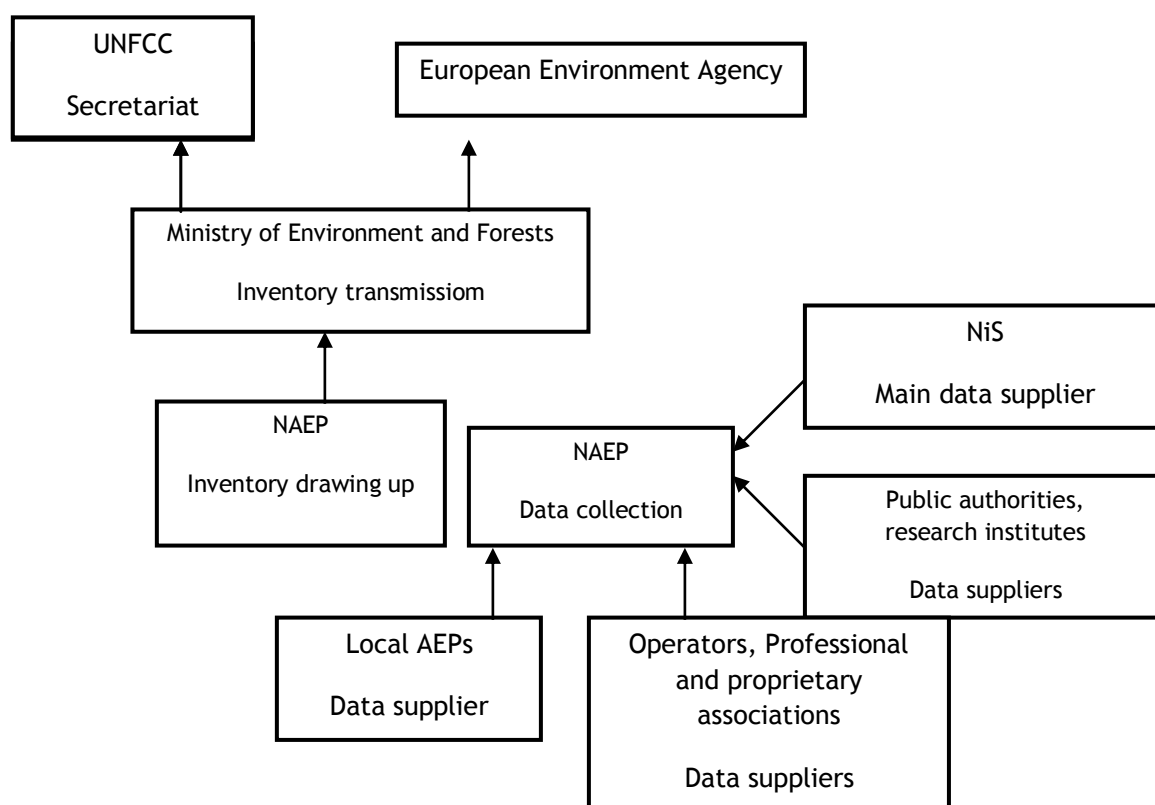 UNFCC
Secretariat
European Environment Agency
Ministry of Environment and Forests
Inventory transmissiom
NiS
Main data supplier
NAEP
Inventory drawing up
NAEP
Data collection
Public authorities,
research institutes
Data suppliers
Local AEPs
Data supplier
Operators, Professional
and proprietary
associations
Data suppliers